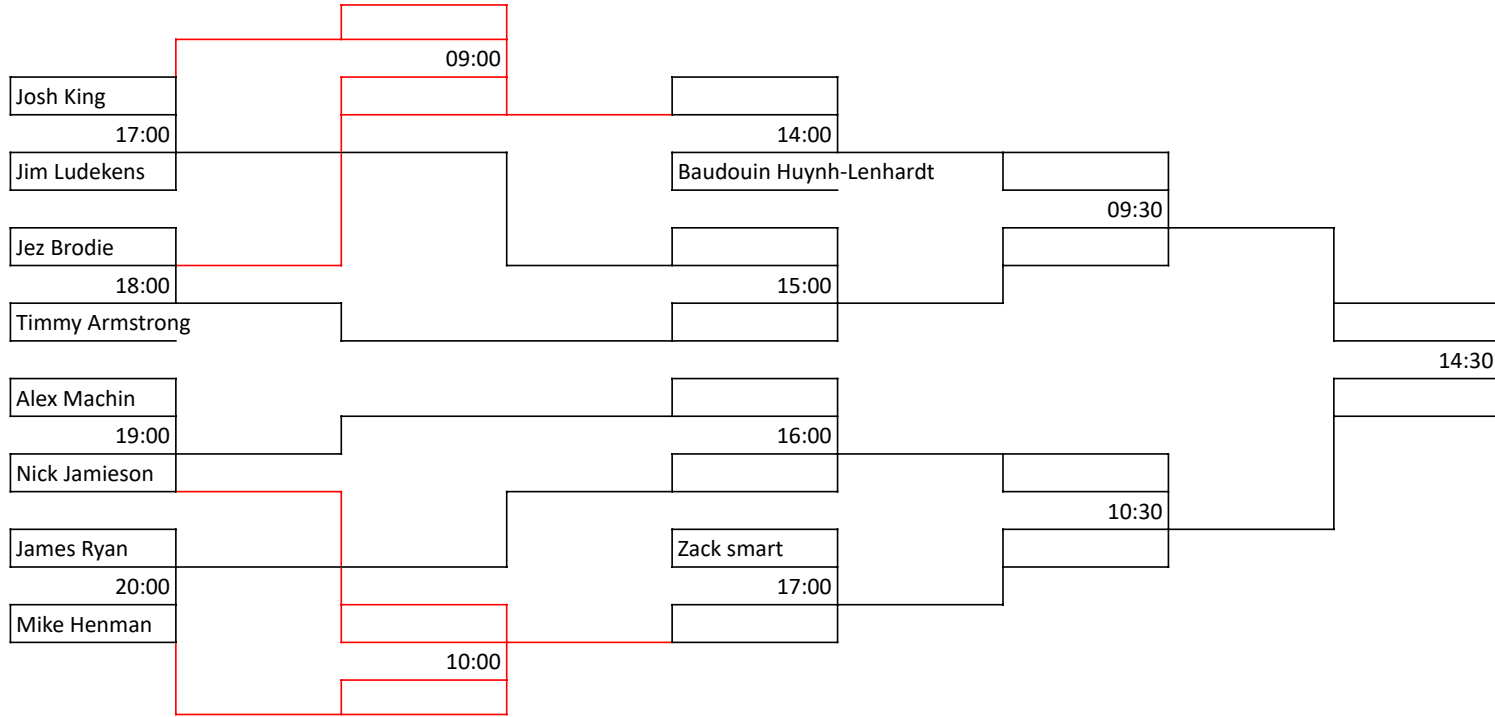 09:00
Josh King
17:00
14:00
Jim Ludekens
Baudouin Huynh-Lenhardt
09:30
Jez Brodie
18:00
15:00
Timmy Armstrong
14:30
Alex Machin
19:00
16:00
Nick Jamieson
10:30
James Ryan
Zack smart
20:00
17:00
Mike Henman
10:00